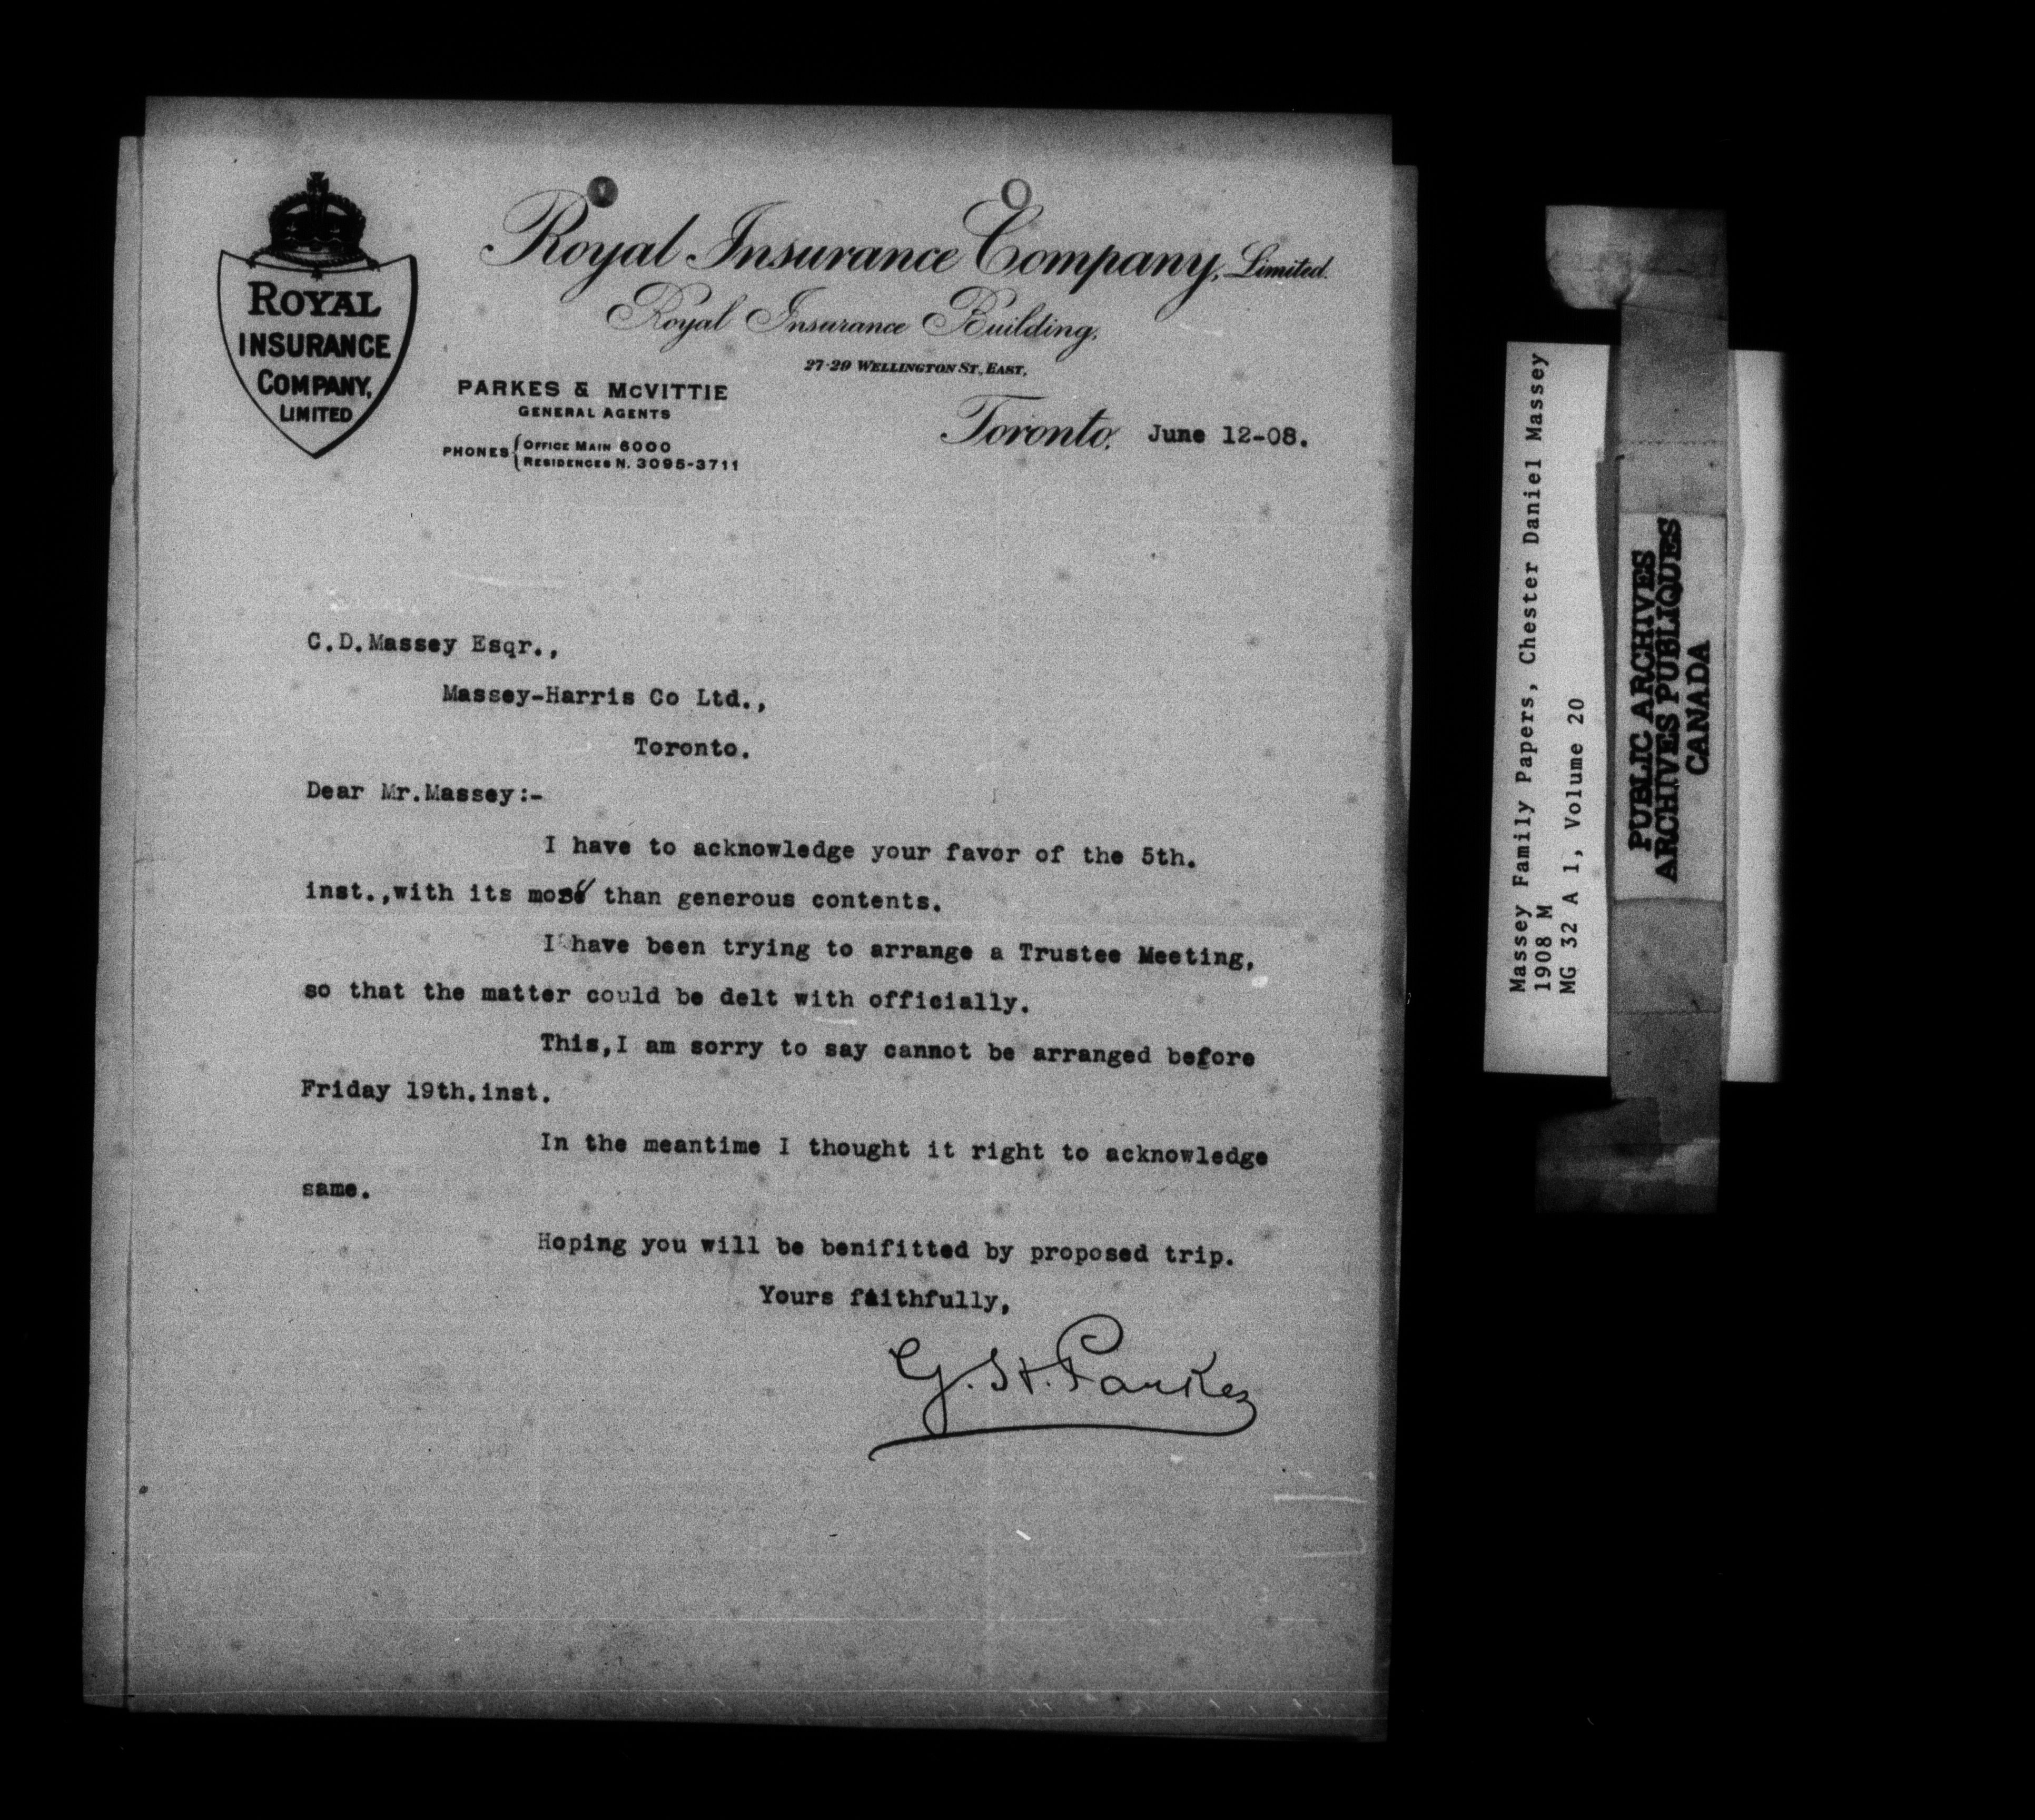 ROYAL
INSURANCE
COMPANY,
LIMITED
Royal Insurance Company, Limited.
Royal Insurance Building,
27-29 WELLINGTON ST., EAST,
PARKES & McVITTIE
GENERAL AGENTS
PHONES { OFFICE MAIN 6000
RESIDENCES N. 3095-3711
Toronto, June 12-08.
C.D.Massey Esqr.,
Massey-Harris Co Ltd.,
Toronto.
Dear Mr.Massey:-
I have to acknowledge your favor of the 5th.
inst.,with its more than generous contents.
I have been trying to arrange a Trustee Meeting,
so that the matter could be delt with officially.
This,I am sorry to say cannot be arranged before
Friday 19th.inst.
In the meantime I thought it right to acknowledge
same.
Hoping you will be benifitted by proposed trip.
Yours faithfully,
G. H. Parkes
Massey Family Papers, Chester Daniel Massey
1908 M
MG 32 A 1, Volume 20
PUBLIC ARCHIVES
ARCHIVES PUBLIQUES
CANADA